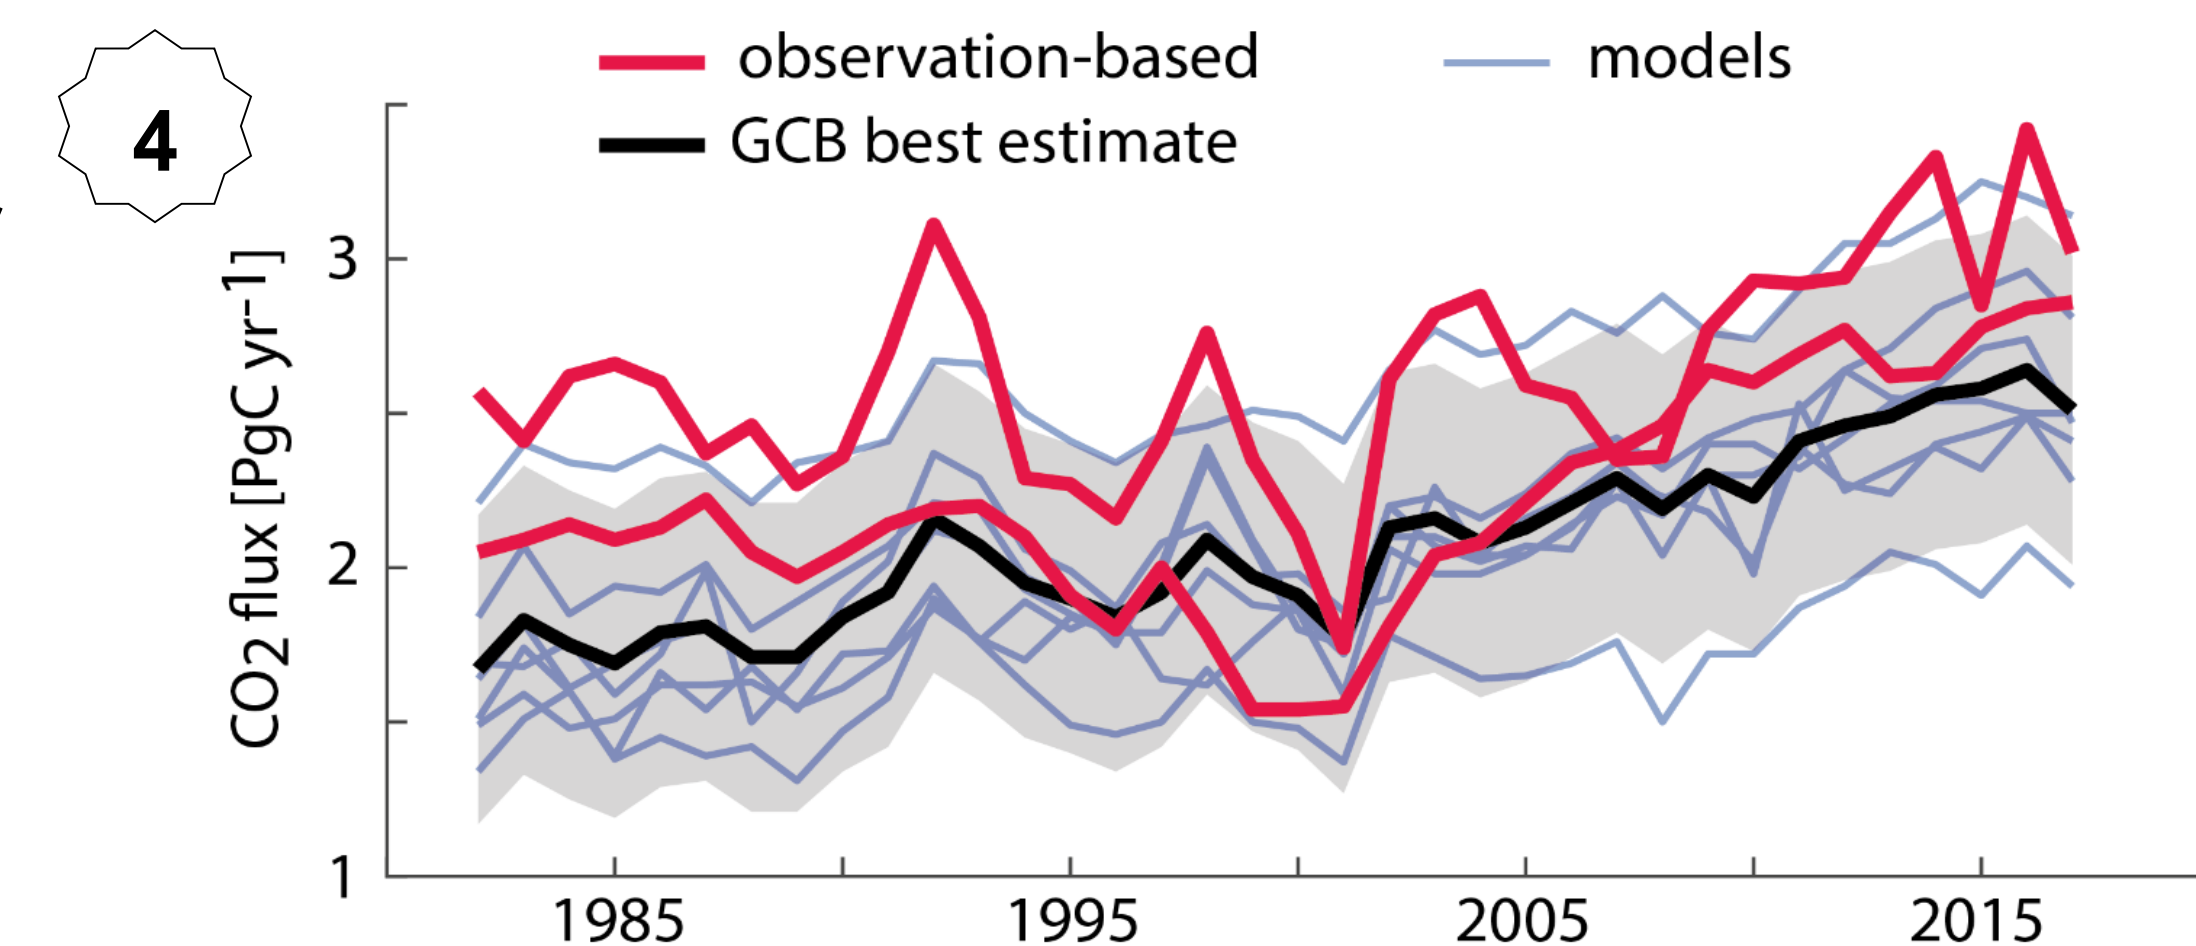 4
observation-based
models
GCB best estimate
CO2 flux [PgC yr-1]
3
2
1
1985
1995
2005
2015